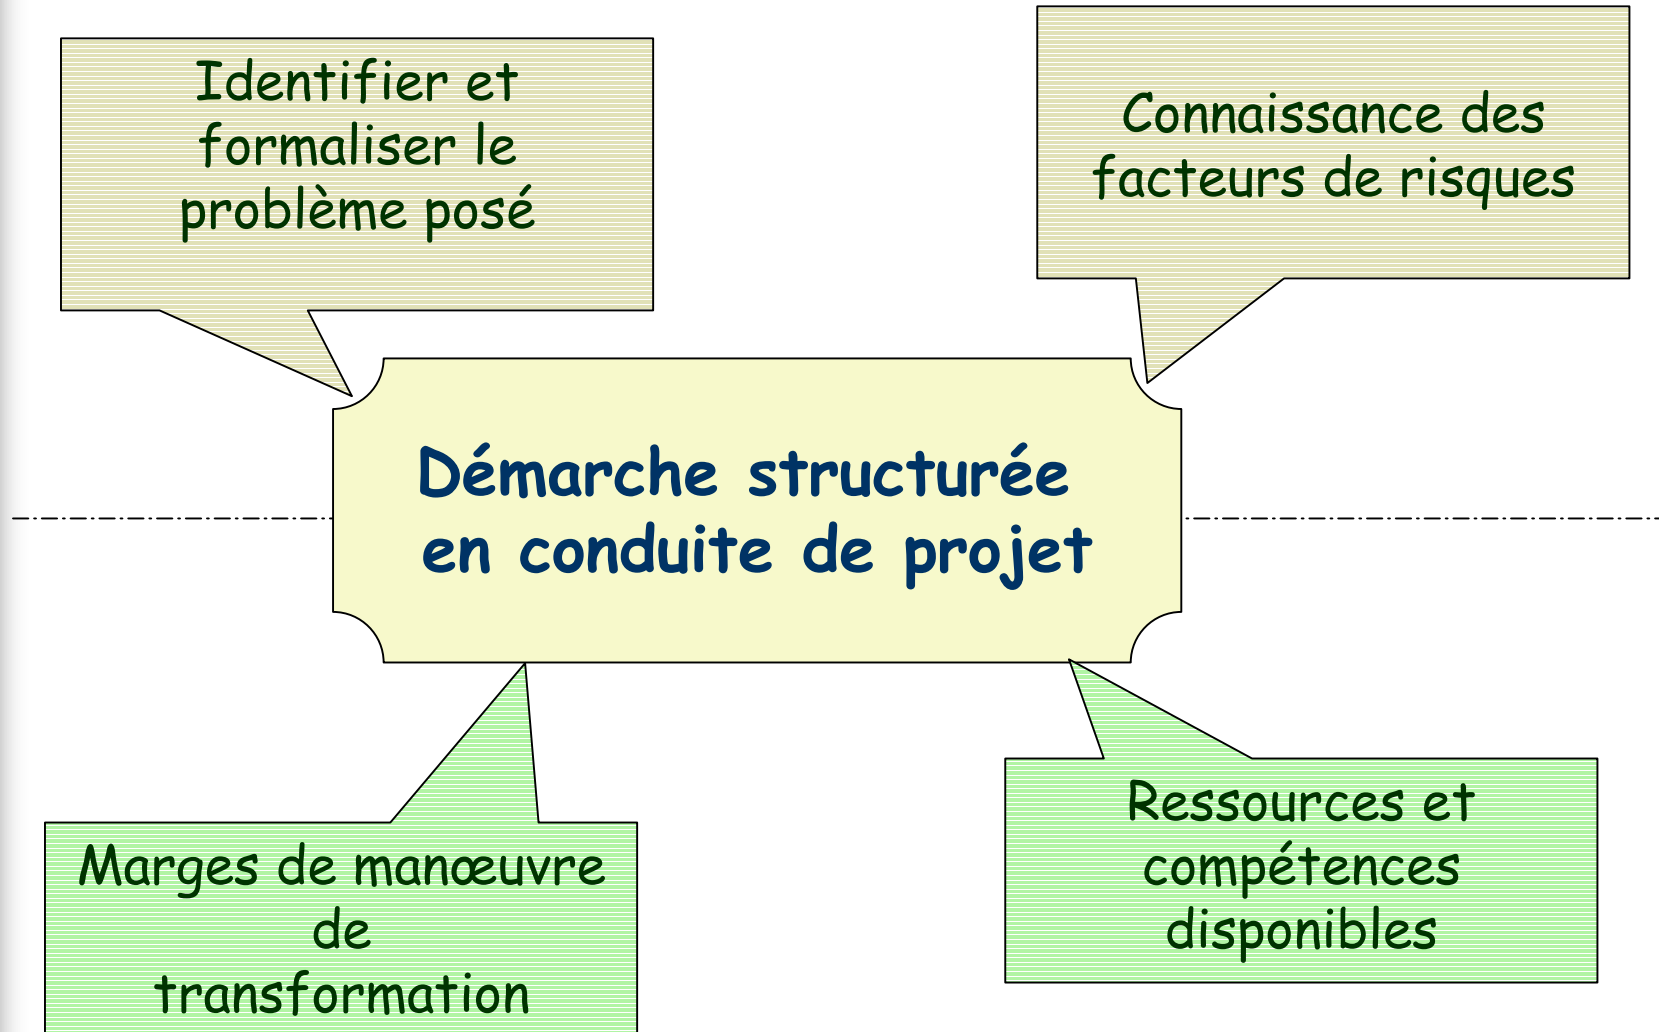 Identifier et
formaliser le
problème posé
Connaissance des
facteurs de risques
Démarche structurée
en conduite de projet
Marges de manœuvre
de
transformation
Ressources et
compétences
disponibles